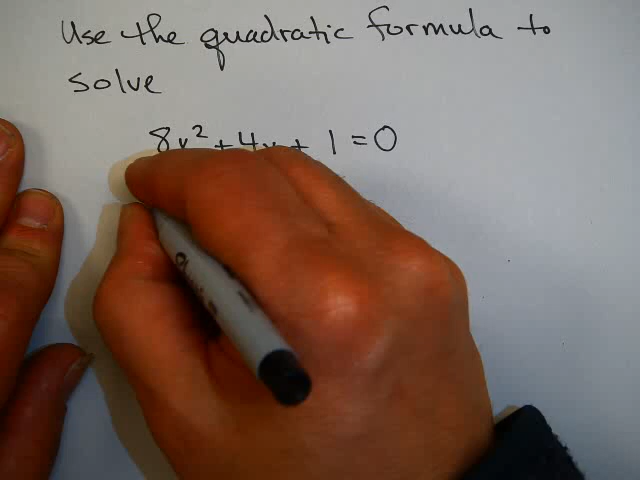 Use the quadratic formula to
solve
8x² + 4x + 1 = 0